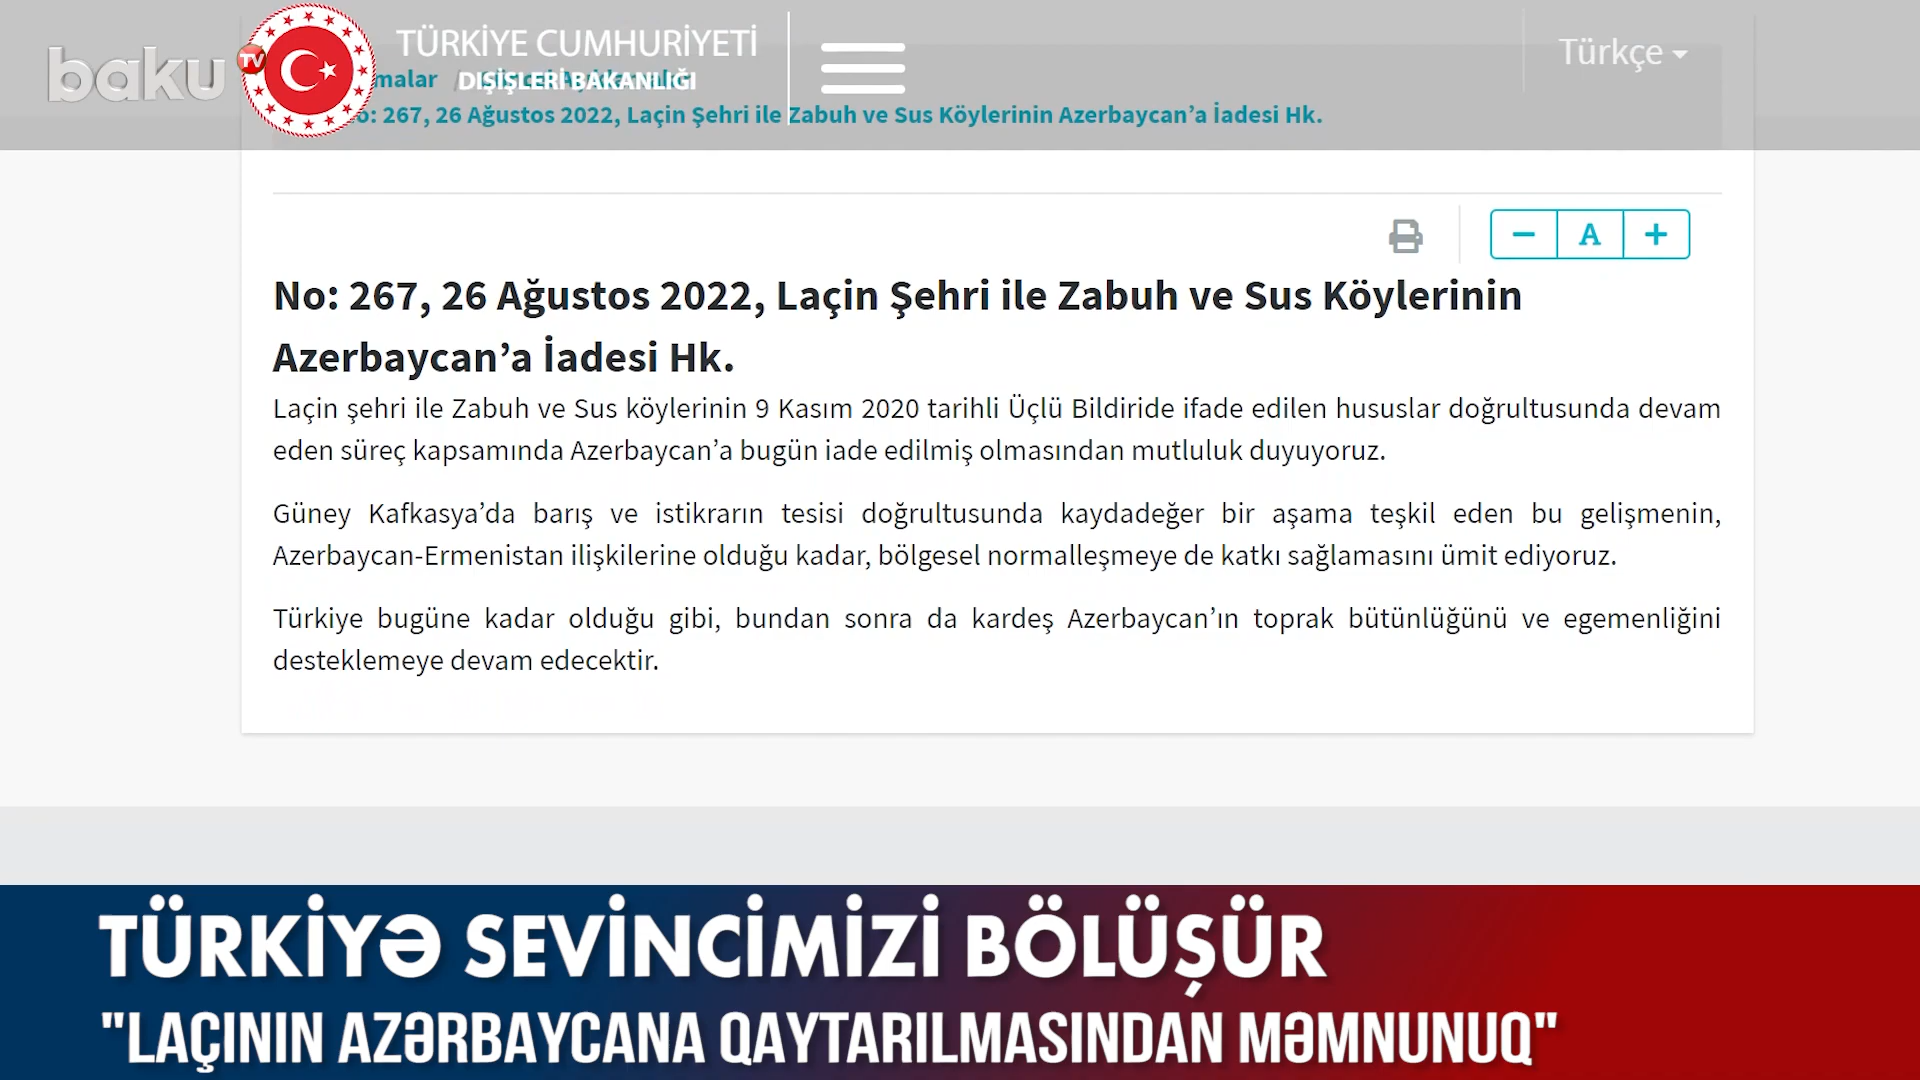 baku TV
TÜRKİYE CUMHURİYETİ
DIŞİŞLERİ BAKANLIĞI
Türkçe
No: 267, 26 Ağustos 2022, Laçin Şehri ile Zabuh ve Sus Köylerinin Azerbaycan’a İadesi Hk.
A
No: 267, 26 Ağustos 2022, Laçin Şehri ile Zabuh ve Sus Köylerinin
Azerbaycan’a İadesi Hk.
Laçin şehri ile Zabuh ve Sus köylerinin 9 Kasım 2020 tarihli Üçlü Bildiride ifade edilen hususlar doğrultusunda devam
eden süreç kapsamında Azerbaycan’a bugün iade edilmiş olmasından mutluluk duyuyoruz.
Güney Kafkasya’da barış ve istikrarın tesisi doğrultusunda kaydadeğer bir aşama teşkil eden bu gelişmenin,
Azerbaycan-Ermenistan ilişkilerine olduğu kadar, bölgesel normalleşmeye de katkı sağlamasını ümit ediyoruz.
Türkiye bugüne kadar olduğu gibi, bundan sonra da kardeş Azerbaycan’ın toprak bütünlüğünü ve egemenliğini
desteklemeye devam edecektir.
TÜRKİYƏ SEVİNCİMİZİ BÖLÜŞÜR
"LAÇININ AZƏRBAYCANA QAYTARILMASINDAN MƏMNUNUQ"